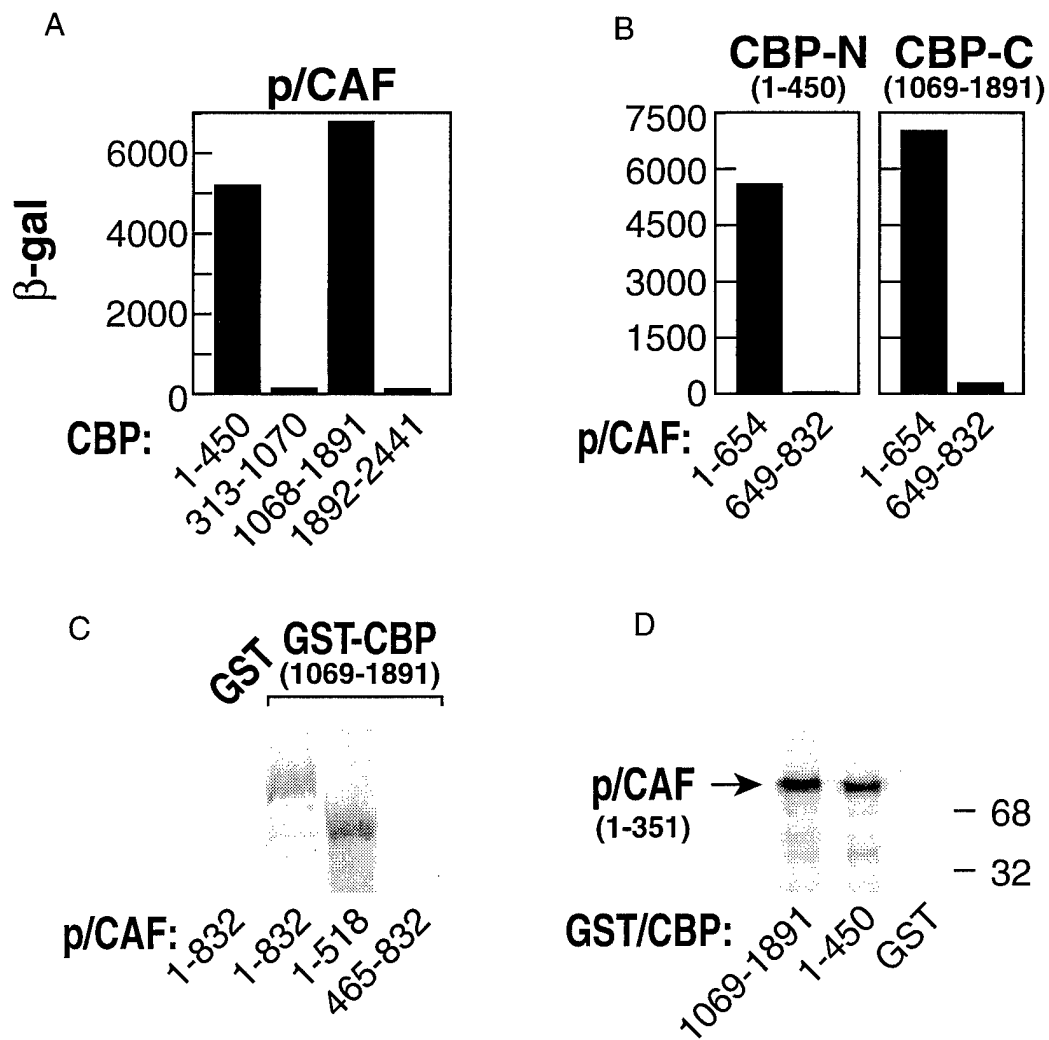 A
p/CAF
β-gal
6000
4000
2000
0
CBP:
1-450
313-1070
1068-1891
1892-2441
B
CBP-N
(1-450)
CBP-C
(1069-1891)
7500
6000
4500
3000
1500
0
p/CAF:
1-654
649-832
1-654
649-832
C
GST
GST-CBP
(1069-1891)
p/CAF:
1-832
1-832
1-518
465-832
D
p/CAF
(1-351)
68
32
GST/CBP:
1069-1891
1-450
GST